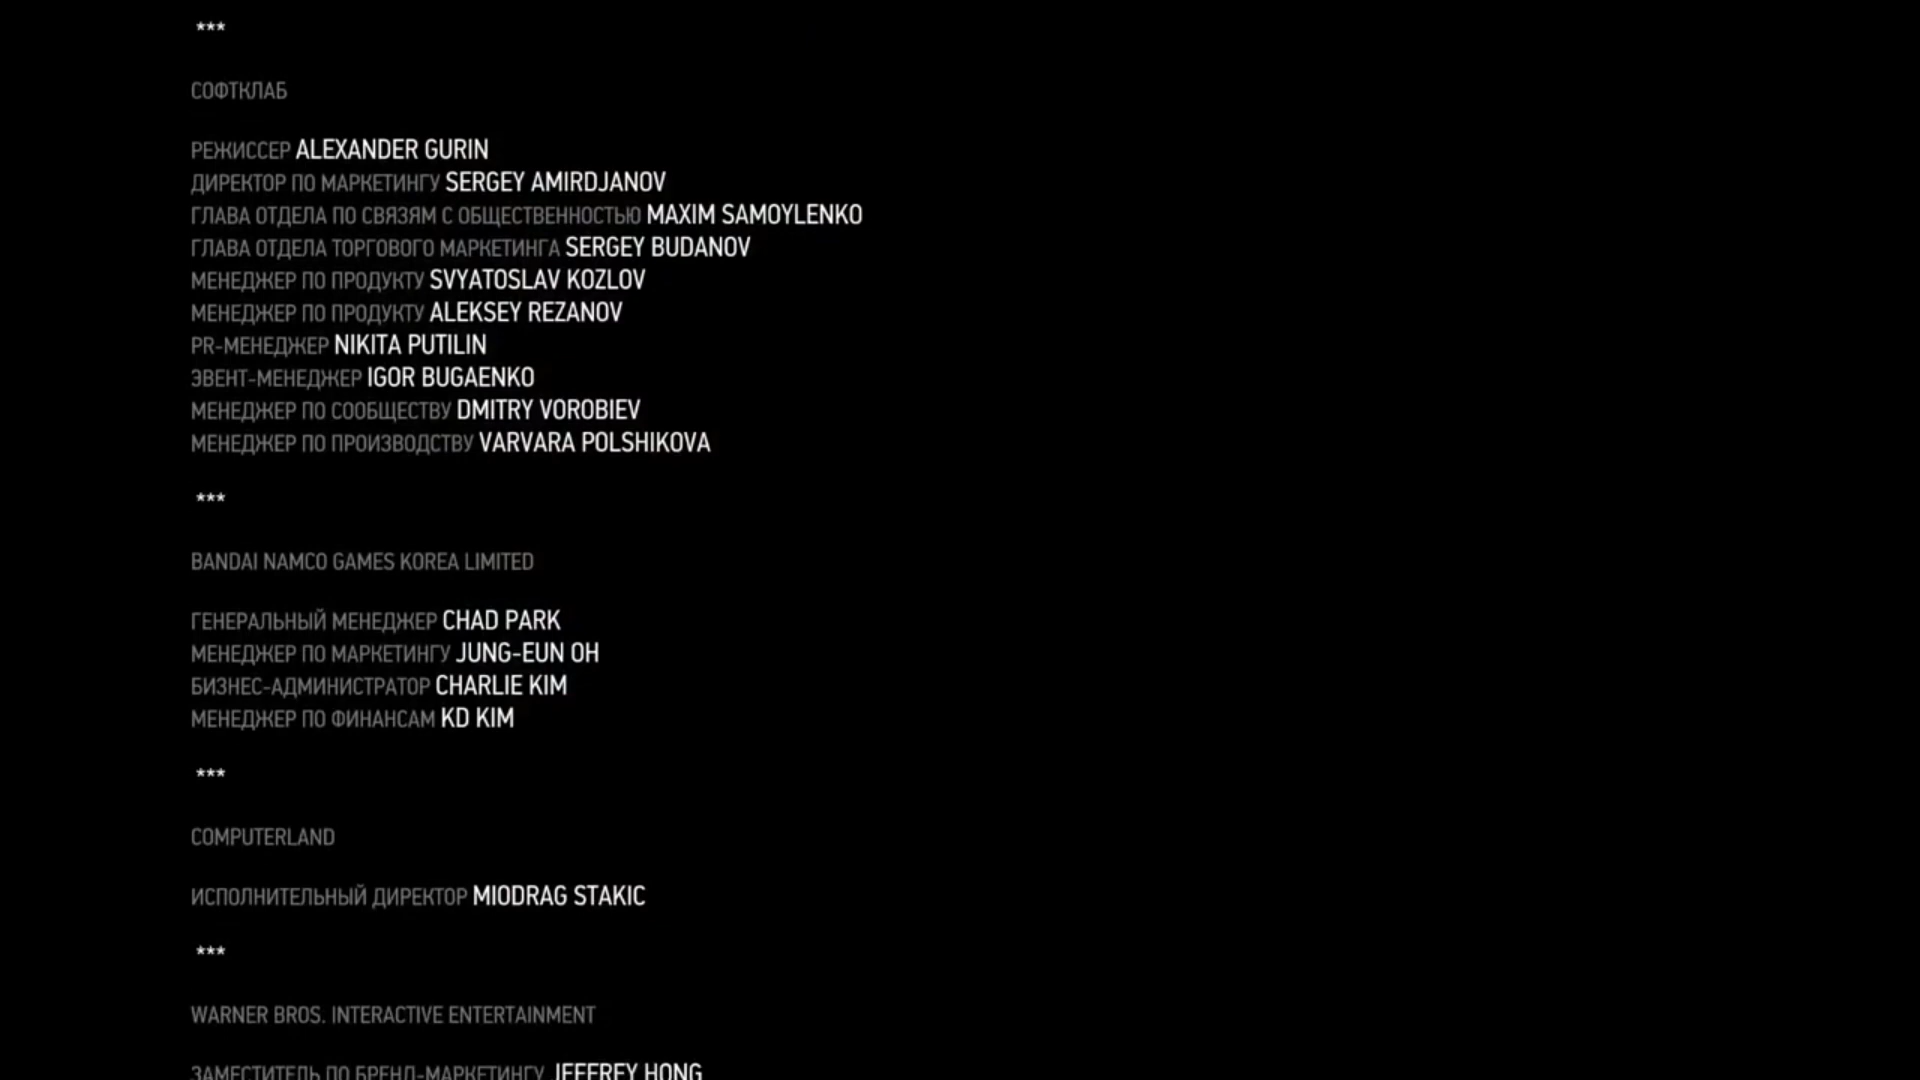 ***
СОФТКЛАБ
РЕЖИССЕР ALEXANDER GURIN
ДИРЕКТОР ПО МАРКЕТИНГУ SERGEY AMIRDJANOV
ГЛАВА ОТДЕЛА ПО СВЯЗЯМ С ОБЩЕСТВЕННОСТЬЮ MAXIM SAMOYLENKO
ГЛАВА ОТДЕЛА ТОРГОВОГО МАРКЕТИНГА SERGEY BUDANOV
МЕНЕДЖЕР ПО ПРОДУКТУ SVYATOSLAV KOZLOV
МЕНЕДЖЕР ПО ПРОДУКТУ ALEKSEY REZANOV
PR-МЕНЕДЖЕР NIKITA PUTILIN
ЭВЕНТ-МЕНЕДЖЕР IGOR BUGAENKO
МЕНЕДЖЕР ПО СООБЩЕСТВУ DMITRY VOROBIEV
МЕНЕДЖЕР ПО ПРОИЗВОДСТВУ VARVARA POLSHIKOVA
***
BANDAI NAMCO GAMES KOREA LIMITED
ГЕНЕРАЛЬНЫЙ МЕНЕДЖЕР CHAD PARK
МЕНЕДЖЕР ПО МАРКЕТИНГУ JUNG-EUN OH
БИЗНЕС-АДМИНИСТРАТОР CHARLIE KIM
МЕНЕДЖЕР ПО ФИНАНСАМ KD KIM
***
COMPUTERLAND
ИСПОЛНИТЕЛЬНЫЙ ДИРЕКТОР MIODRAG STAKIC
***
WARNER BROS. INTERACTIVE ENTERTAINMENT
ЗАМЕСТИТЕЛЬ ПО БРЕНД-МАРКЕТИНГУ JEFFREY HONG